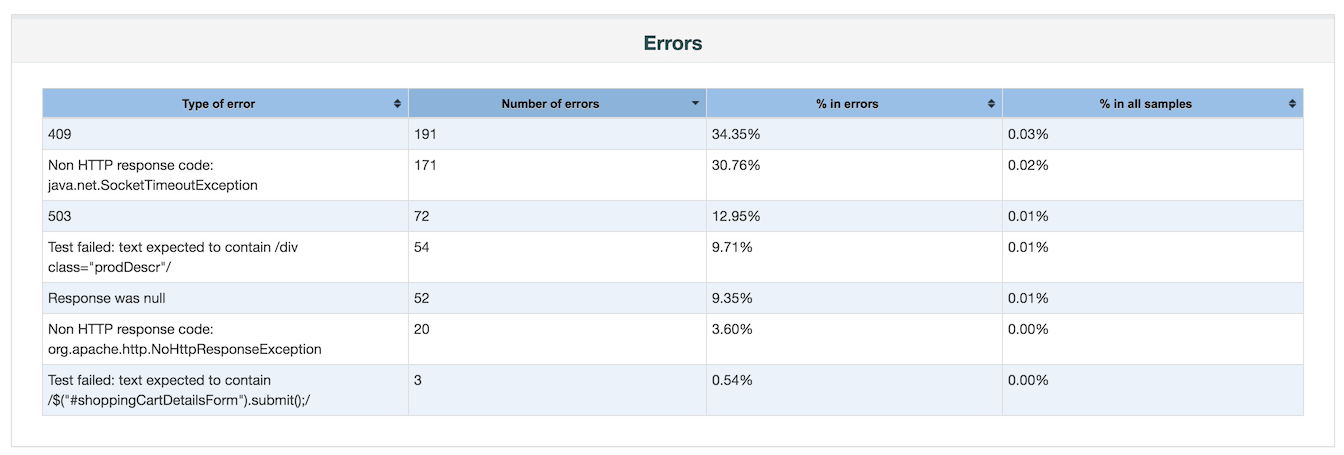 Errors
Type of error Number of errors % in errors % in all samples
409 191 34.35% 0.03%
Non HTTP response code: 171 30.76% 0.02%
java.net.SocketTimeoutException
503 72 12.95% 0.01%
Test failed: text expected to contain /div 54 9.71% 0.01%
class="prodDescr"/
Response was null 52 9.35% 0.01%
Non HTTP response code: 20 3.60% 0.00%
org.apache.http.NoHttpResponseException
Test failed: text expected to contain 3 0.54% 0.00%
/$("#shoppingCartDetailsForm").submit();/